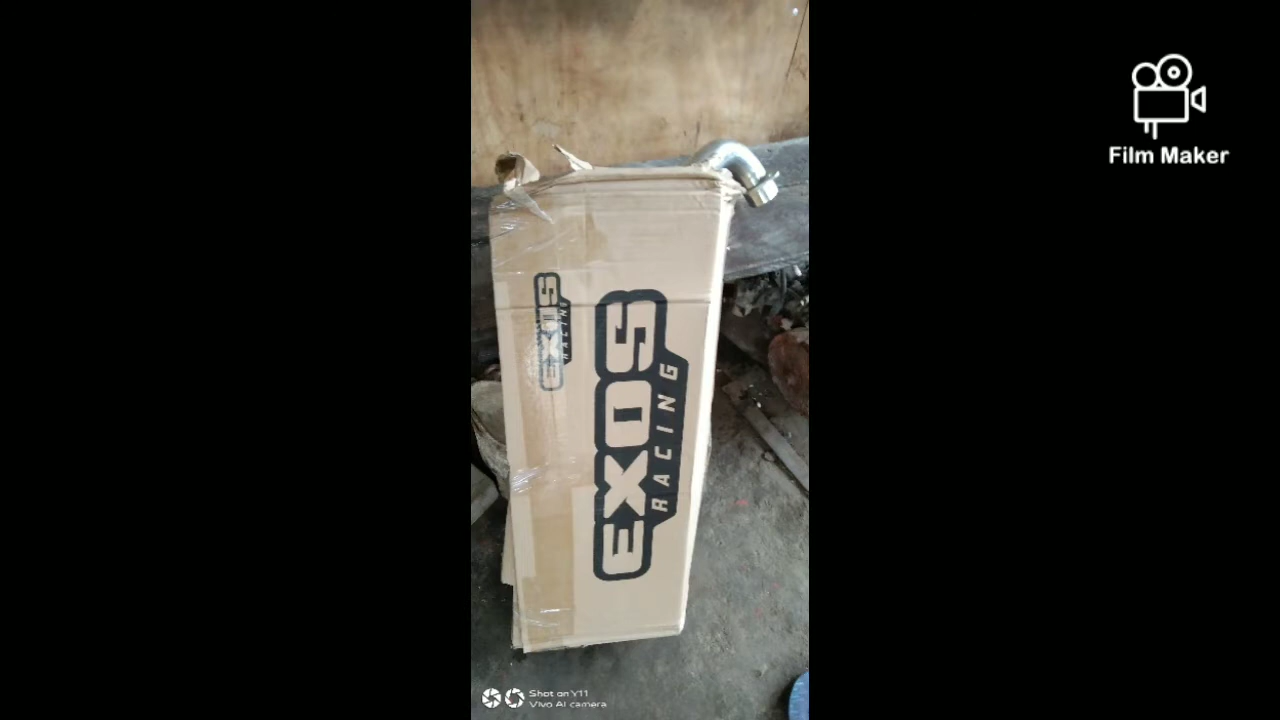 Film Maker
EXOS
RACING
EXOS
RACING
Shot on Y11
Vivo AI camera